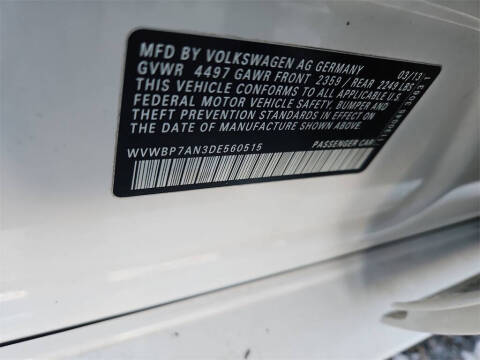 MFD BY VOLKSWAGEN AG GERMANY 03/13
GVWR 4497 GAWR FRONT 2359 / REAR 2249 LBS
THIS VEHICLE CONFORMS TO ALL APPLICABLE U.S
FEDERAL MOTOR VEHICLE SAFETY, BUMPER AND
THEFT PREVENTION STANDARDS IN EFFECT ON
THE DATE OF MANUFACTURE SHOWN ABOVE
WVWBP7AN3DE560515 PASSENGER CAR